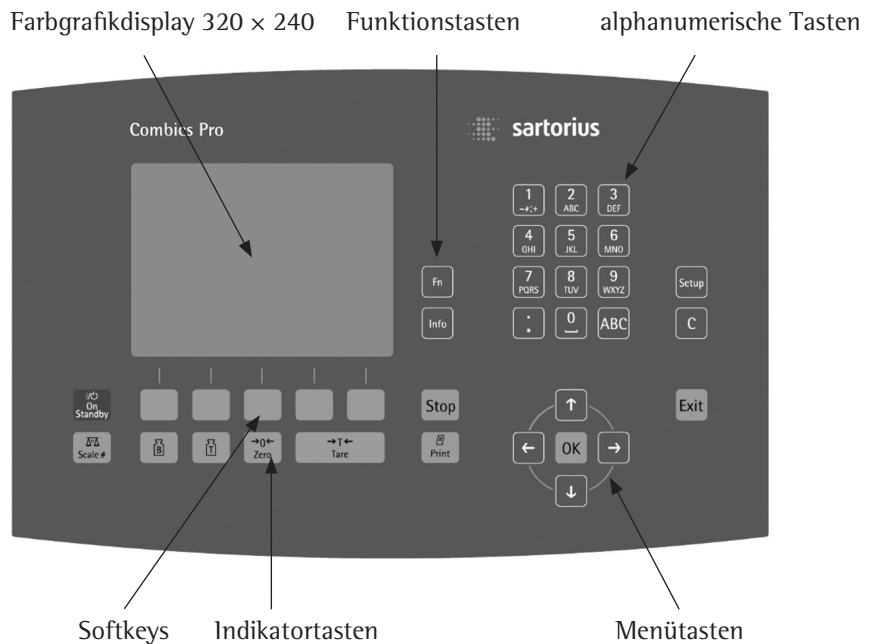 Farbgrafikdisplay 320 × 240 Funktionstasten alphanumerische Tasten
Combics Pro
sartorius
1 2 3
-#;+ ABC DEF
4 5 6
GHI JKL MNO
Fn 7 8 9 Setup
PQRS TUV WXYZ
Info . 0 ABC C
*
I/⏻
On
Standby
Stop ↑ Exit
Scale # B T →0← →T← Print ← OK →
Zero Tare
↓
Softkeys Indikatortasten Menütasten